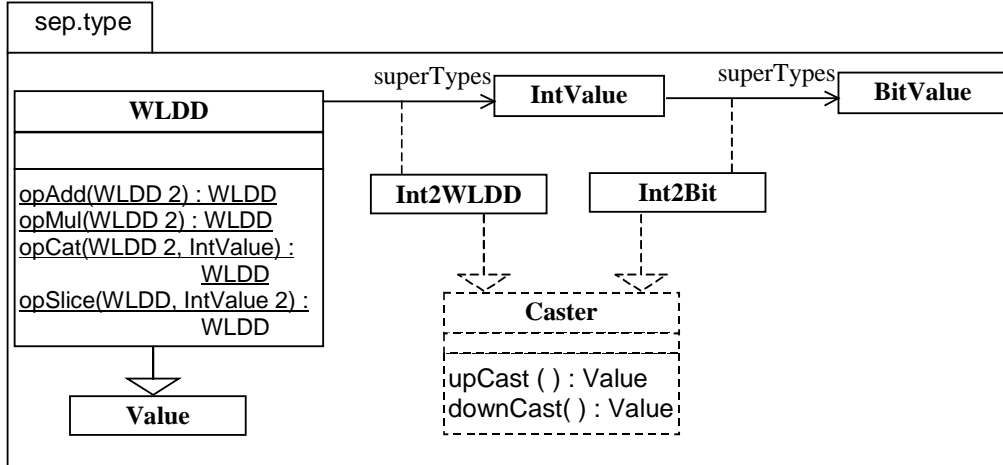 sep.type
superTypes
superTypes
WLDD
IntValue
BitValue
opAdd(WLDD 2) : WLDD
opMul(WLDD 2) : WLDD
opCat(WLDD 2, IntValue) :
WLDD
opSlice(WLDD, IntValue 2) :
WLDD
Int2WLDD
Int2Bit
Caster
upCast ( ) : Value
downCast( ) : Value
Value